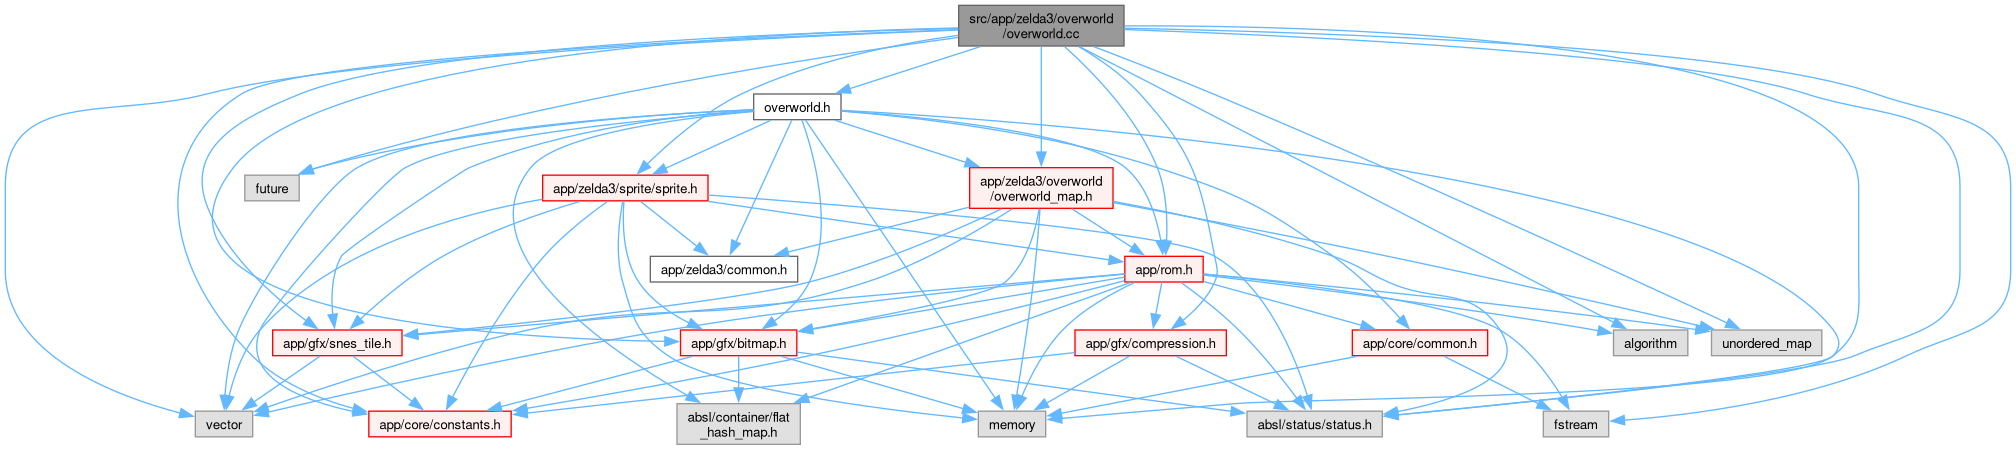 src/app/zelda3/overworld
/overworld.cc
overworld.h
future
app/zelda3/sprite/sprite.h
app/zelda3/overworld
/overworld_map.h
app/zelda3/common.h
app/rom.h
app/gfx/snes_tile.h
app/gfx/bitmap.h
app/gfx/compression.h
app/core/common.h
algorithm
unordered_map
vector
app/core/constants.h
absl/container/flat
_hash_map.h
memory
absl/status/status.h
fstream